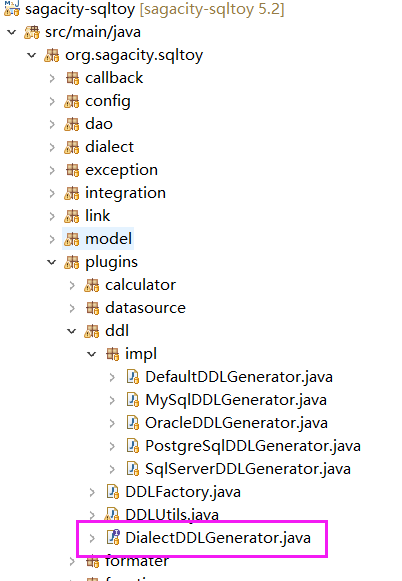 sagacity-sqltoy [sagacity-sqltoy 5.2]
src/main/java
org.sagacity.sqltoy
callback
config
dao
dialect
exception
integration
link
model
plugins
calculator
datasource
ddl
impl
DefaultDDLGenerator.java
MySqlDDLGenerator.java
OracleDDLGenerator.java
PostgreSqlDDLGenerator.java
SqlServerDDLGenerator.java
DDLFactory.java
DDLUtils.java
DialectDDLGenerator.java
formater